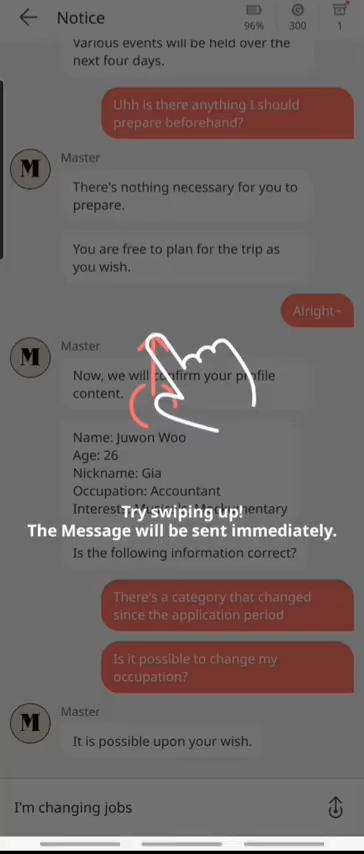 Notice
96%
300
1
Various events will be held over the
next four days.
Uhh is there anything I should
prepare beforehand?
M
Master
There's nothing necessary for you to
prepare.
You are free to plan for the trip as
you wish.
Alright~
M
Master
Now, we will confirm your profile
content.
Name: Juwon Woo
Age: 26
Nickname: Gia
Occupation: Accountant
Interest:
Try swiping up!
The Message will be sent immediately.
Is the following information correct?
There's a category that changed
since the application period
Is it possible to change my
occupation?
M
Master
It is possible upon your wish.
I'm changing jobs